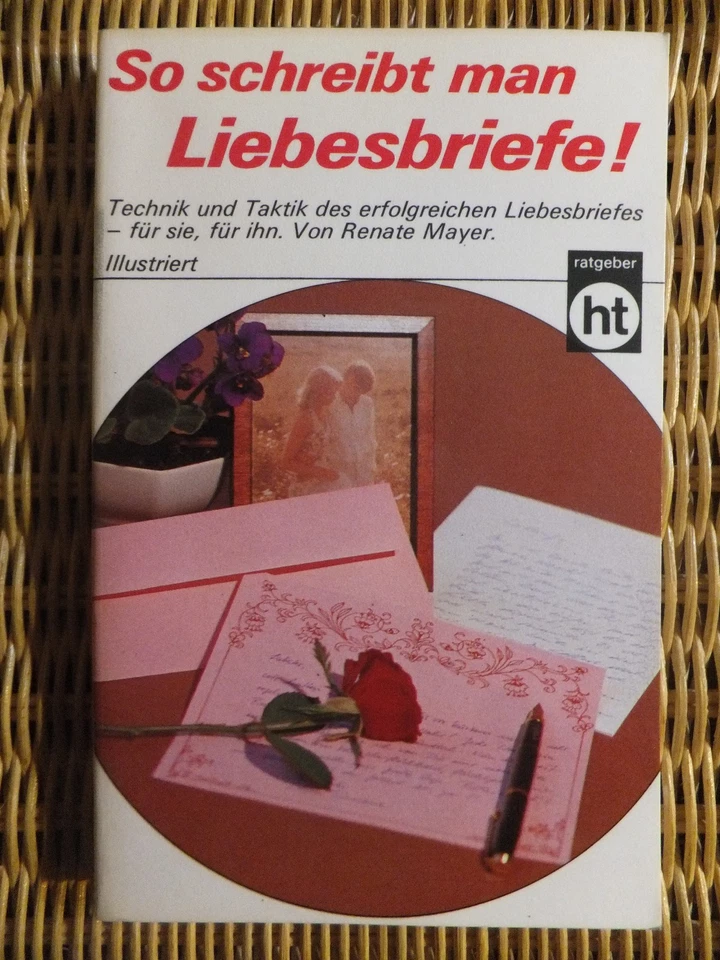 So schreibt man
Liebesbriefe!
Technik und Taktik des erfolgreichen Liebesbriefes
– für sie, für ihn. Von Renate Mayer.
Illustriert
ratgeber
ht